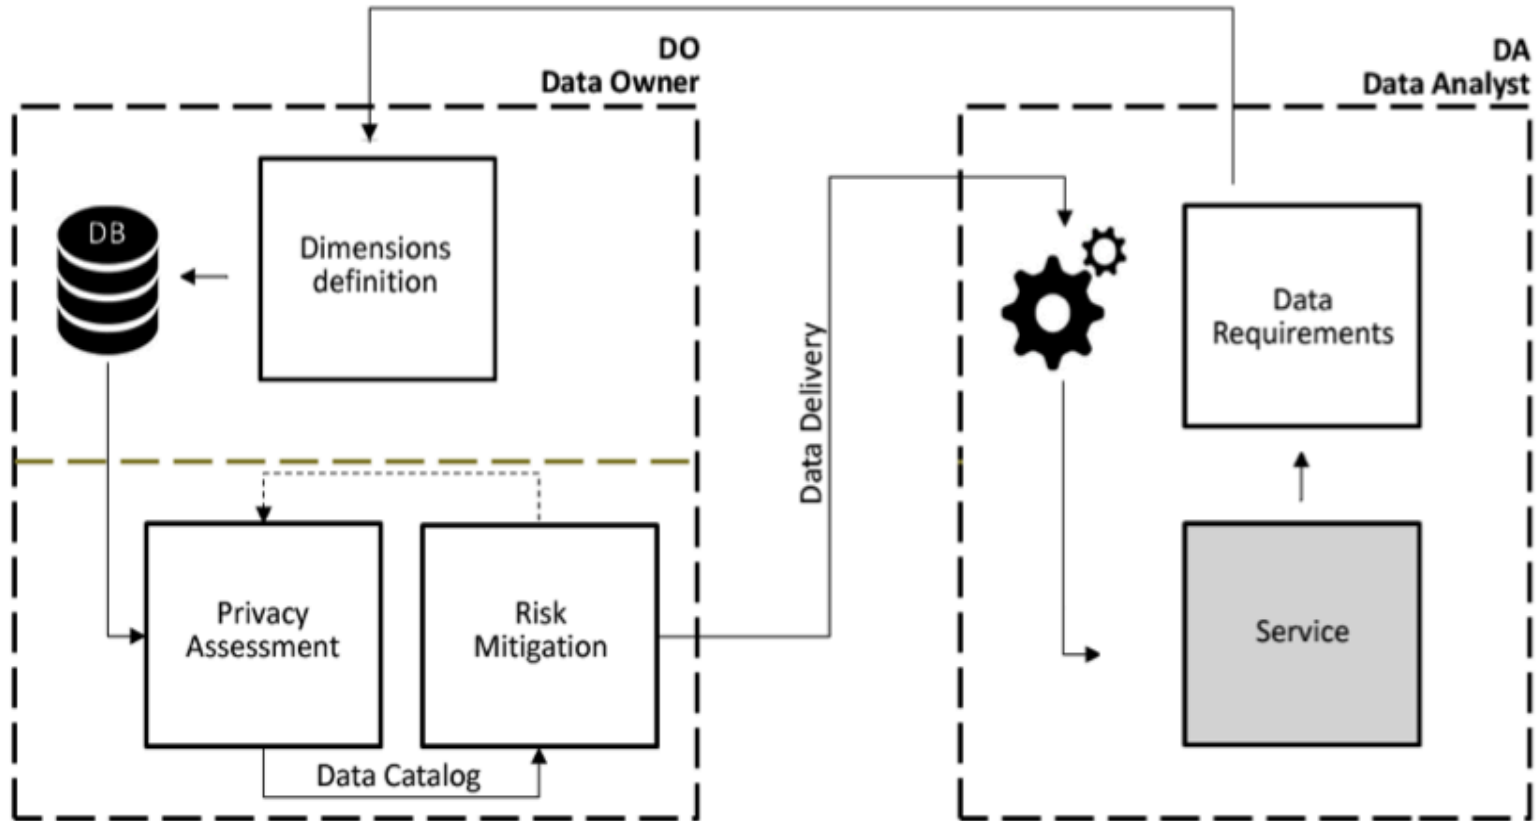 DO
Data Owner
DA
Data Analyst
DB
Dimensions
definition
Data
Requirements
Data Delivery
Privacy
Assessment
Risk
Mitigation
Service
Data Catalog